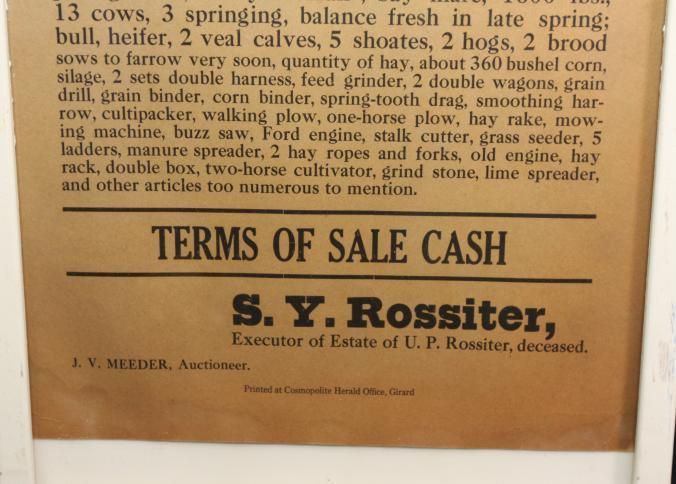 13 cows, 3 springing, balance fresh in late spring;
bull, heifer, 2 veal calves, 5 shoates, 2 hogs, 2 brood
sows to farrow very soon, quantity of hay, about 360 bushel corn,
silage, 2 sets double harness, feed grinder, 2 double wagons, grain
drill, grain binder, corn binder, spring-tooth drag, smoothing har-
row, cultipacker, walking plow, one-horse plow, hay rake, mow-
ing machine, buzz saw, Ford engine, stalk cutter, grass seeder, 5
ladders, manure spreader, 2 hay ropes and forks, old engine, hay
rack, double box, two-horse cultivator, grind stone, lime spreader,
and other articles too numerous to mention.
TERMS OF SALE CASH
S. Y. Rossiter,
Executor of Estate of U. P. Rossiter, deceased.
J. V. MEEDER, Auctioneer.
Printed at Cosmopolite Herald Office, Girard